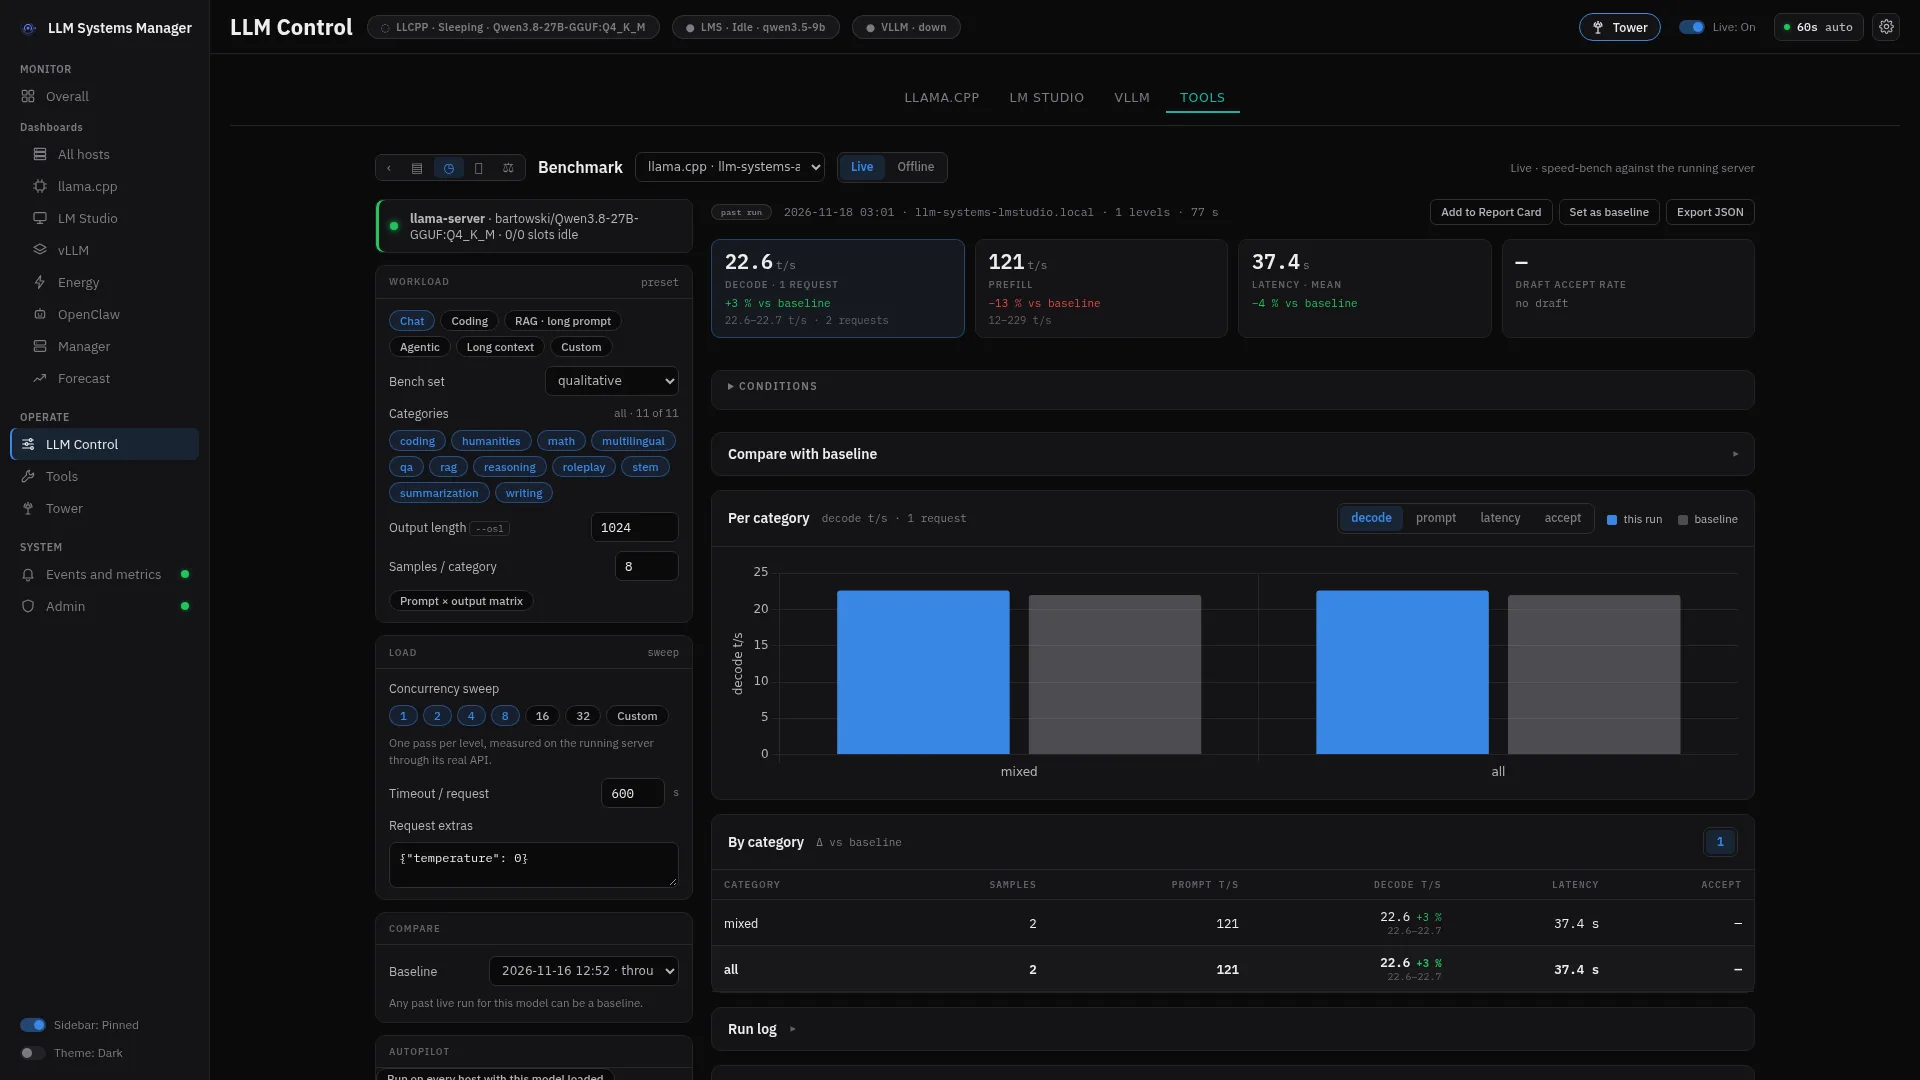 LLM Systems Manager
MONITOR
Overall
Dashboards
All hosts
llama.cpp
LM Studio
vLLM
Energy
OpenClaw
Manager
Forecast
OPERATE
LLM Control
Tools
Tower
SYSTEM
Events and metrics
Admin
Sidebar: Pinned
Theme: Dark
LLM Control
LLCPP · Sleeping · Qwen3.8-27B-GGUF:Q4_K_M
LMS · Idle · qwen3.5-9b
VLLM · down
Tower
Live: On
60s auto
LLAMA.CPP
LM STUDIO
VLLM
TOOLS
Benchmark
llama.cpp · llm-systems-a
Live
Offline
Live · speed-bench against the running server
llama-server · bartowski/Qwen3.8-27B-
GGUF:Q4_K_M · 0/0 slots idle
WORKLOAD
preset
Chat
Coding
RAG · long prompt
Agentic
Long context
Custom
Bench set
qualitative
Categories
all · 11 of 11
coding
humanities
math
multilingual
qa
rag
reasoning
roleplay
stem
summarization
writing
Output length --osl
1024
Samples / category
8
Prompt × output matrix
LOAD
sweep
Concurrency sweep
1
2
4
8
16
32
Custom
One pass per level, measured on the running server
through its real API.
Timeout / request
600
s
Request extras
{"temperature": 0}
COMPARE
Baseline
2026-11-16 12:52 · throu
Any past live run for this model can be a baseline.
AUTOPILOT
Run on every host with this model loaded
past run
2026-11-18 03:01 · llm-systems-lmstudio.local · 1 levels · 77 s
Add to Report Card
Set as baseline
Export JSON
22.6 t/s
DECODE · 1 REQUEST
+3 % vs baseline
22.6–22.7 t/s · 2 requests
121 t/s
PREFILL
−13 % vs baseline
12–229 t/s
37.4 s
LATENCY · MEAN
−4 % vs baseline
—
DRAFT ACCEPT RATE
no draft
CONDITIONS
Compare with baseline
Per category
decode t/s · 1 request
decode
prompt
latency
accept
this run
baseline
25
20
15
10
5
0
decode t/s
mixed
all
By category
Δ vs baseline
1
CATEGORY
SAMPLES
PROMPT T/S
DECODE T/S
LATENCY
ACCEPT
mixed
2
121
22.6 +3 %
22.6–22.7
37.4 s
—
all
2
121
22.6 +3 %
22.6–22.7
37.4 s
—
Run log